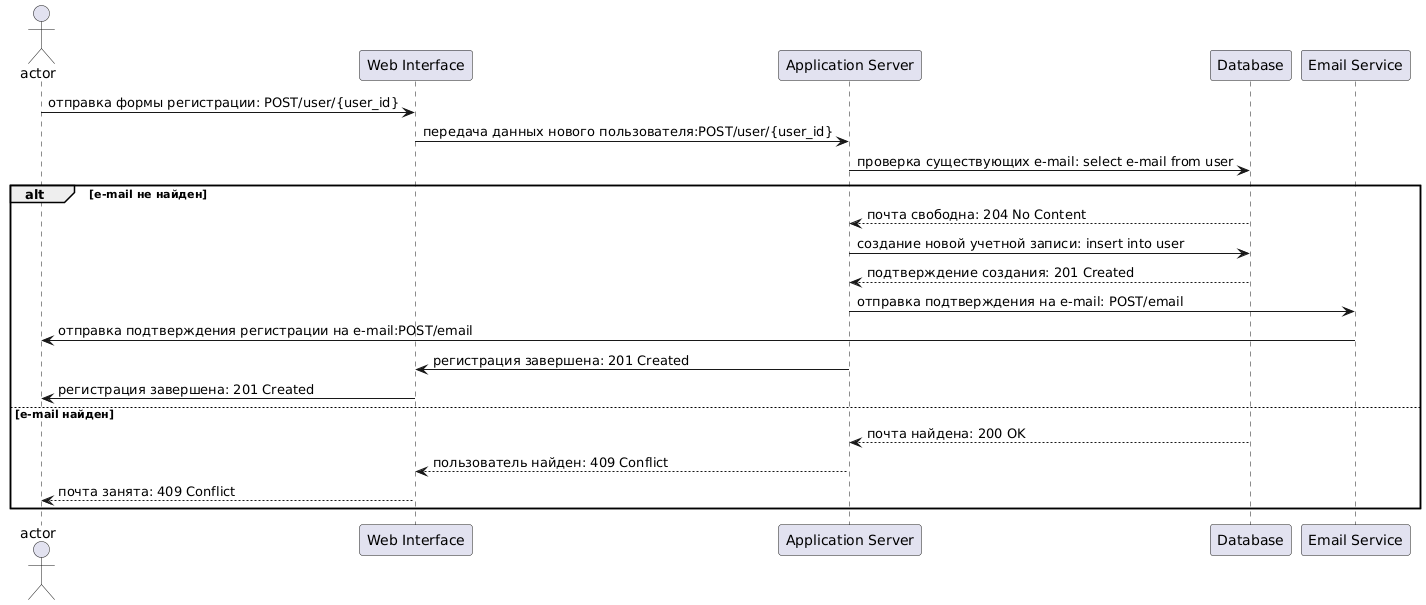 actor
Web Interface
Application Server
Database
Email Service
отправка формы регистрации: POST/user/{user_id}
передача данных нового пользователя:POST/user/{user_id}
проверка существующих e-mail: select e-mail from user
alt
[e-mail не найден]
почта свободна: 204 No Content
создание новой учетной записи: insert into user
подтверждение создания: 201 Created
отправка подтверждения на e-mail: POST/email
отправка подтверждения регистрации на e-mail:POST/email
регистрация завершена: 201 Created
регистрация завершена: 201 Created
[e-mail найден]
почта найдена: 200 OK
пользователь найден: 409 Conflict
почта занята: 409 Conflict
actor
Web Interface
Application Server
Database
Email Service